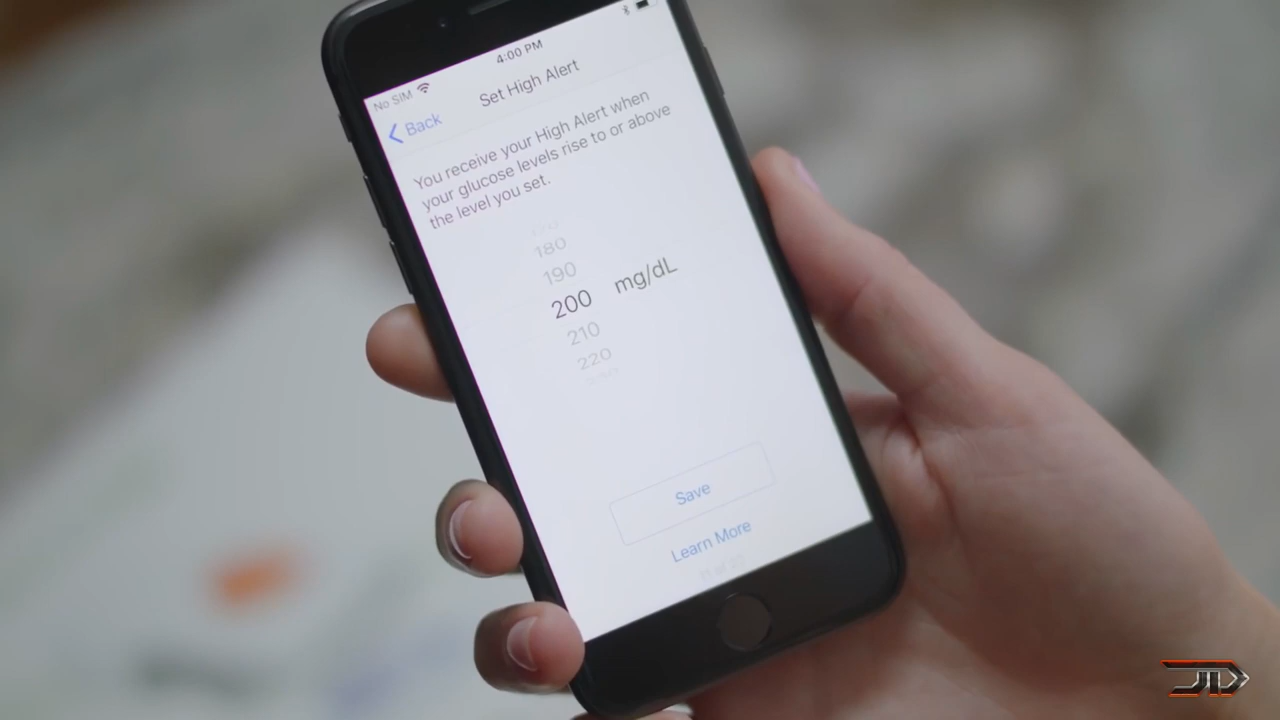 4:00 PM
No SIM
Set High Alert
Back
You receive your High Alert when
your glucose levels rise to or above
the level you set.
180
190
200 mg/dL
210
220
Save
Learn More